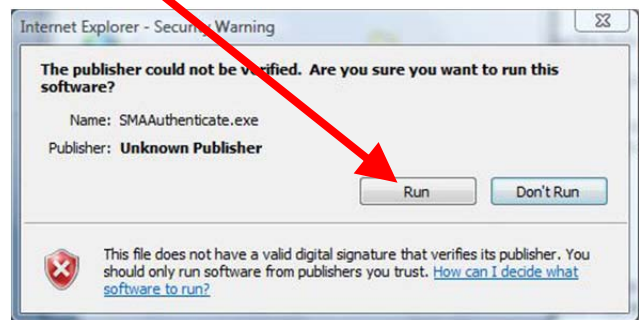 Internet Explorer - Security Warning
The publisher could not be verified. Are you sure you want to run this
software?
Name: SMAAuthenticate.exe
Publisher: Unknown Publisher
Run
Don't Run
This file does not have a valid digital signature that verifies its publisher. You
should only run software from publishers you trust. How can I decide what
software to run?